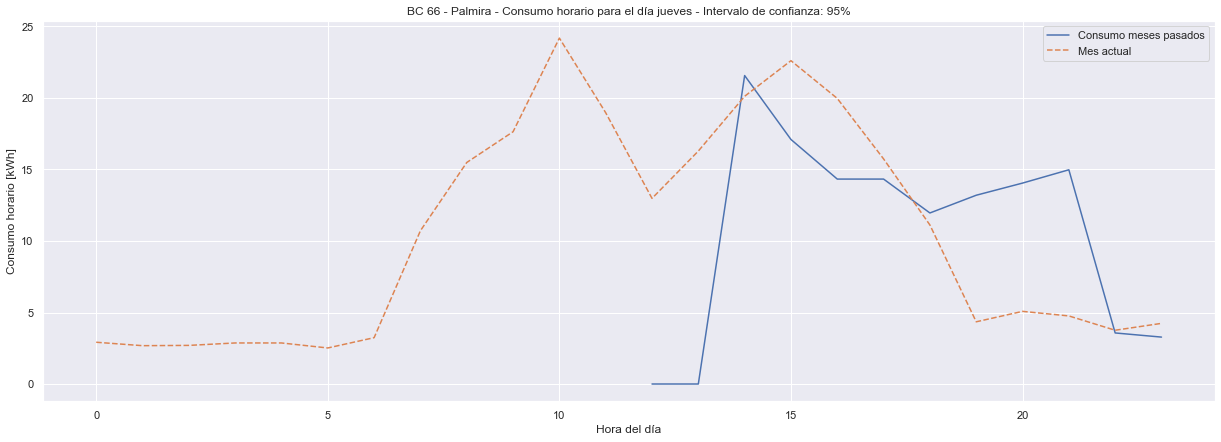 BC 66 - Palmira - Consumo horario para el día jueves - Intervalo de confianza: 95%
Consumo meses pasados
Mes actual
Consumo horario [kWh]
25
20
15
10
5
0
0
5
10
15
20
Hora del día